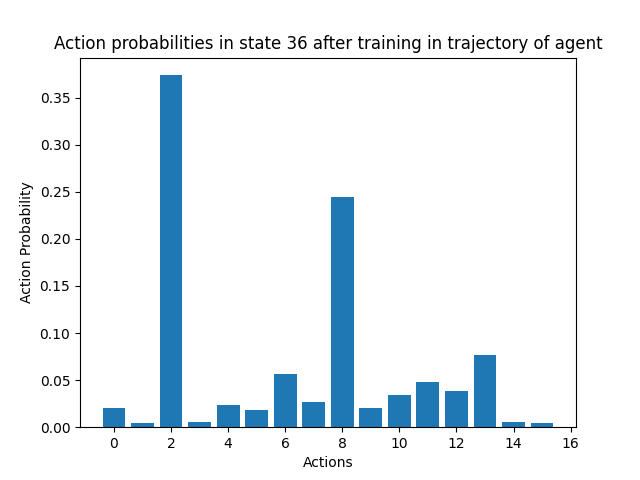 Action probabilities in state 36 after training in trajectory of agent
Action Probability
0.35
0.30
0.25
0.20
0.15
0.10
0.05
0.00
0 2 4 6 8 10 12 14 16
Actions